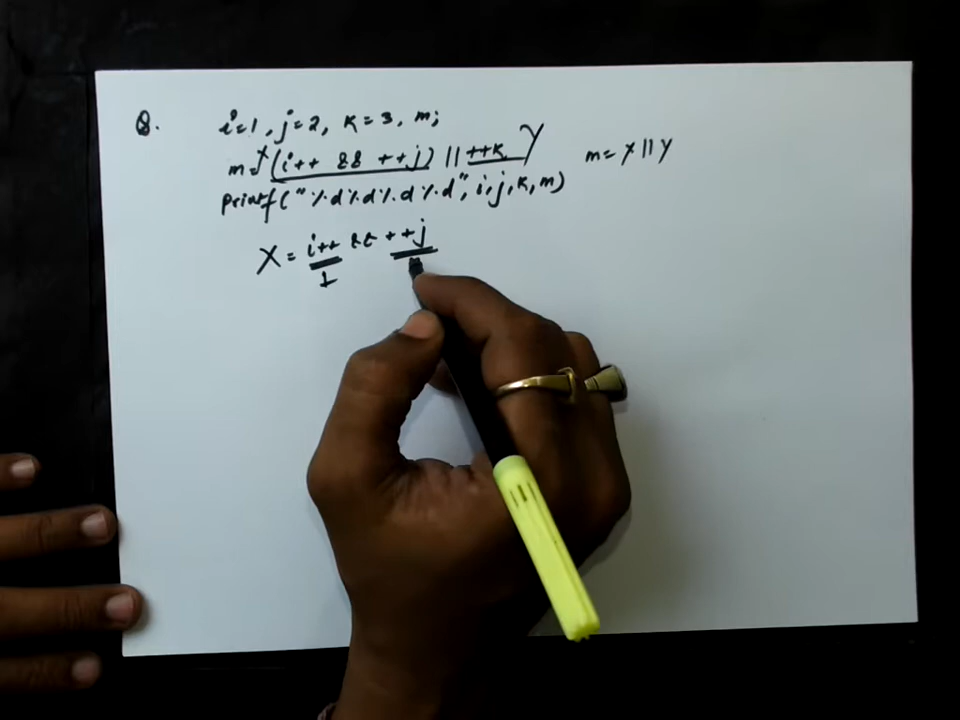 Q. i=1, j=2, k=3, m;
m= X (i++ && ++j) || ++k Y m= X || Y
printf("%d%d%d%d", i,j,k,m)
X = i++ && ++j
1